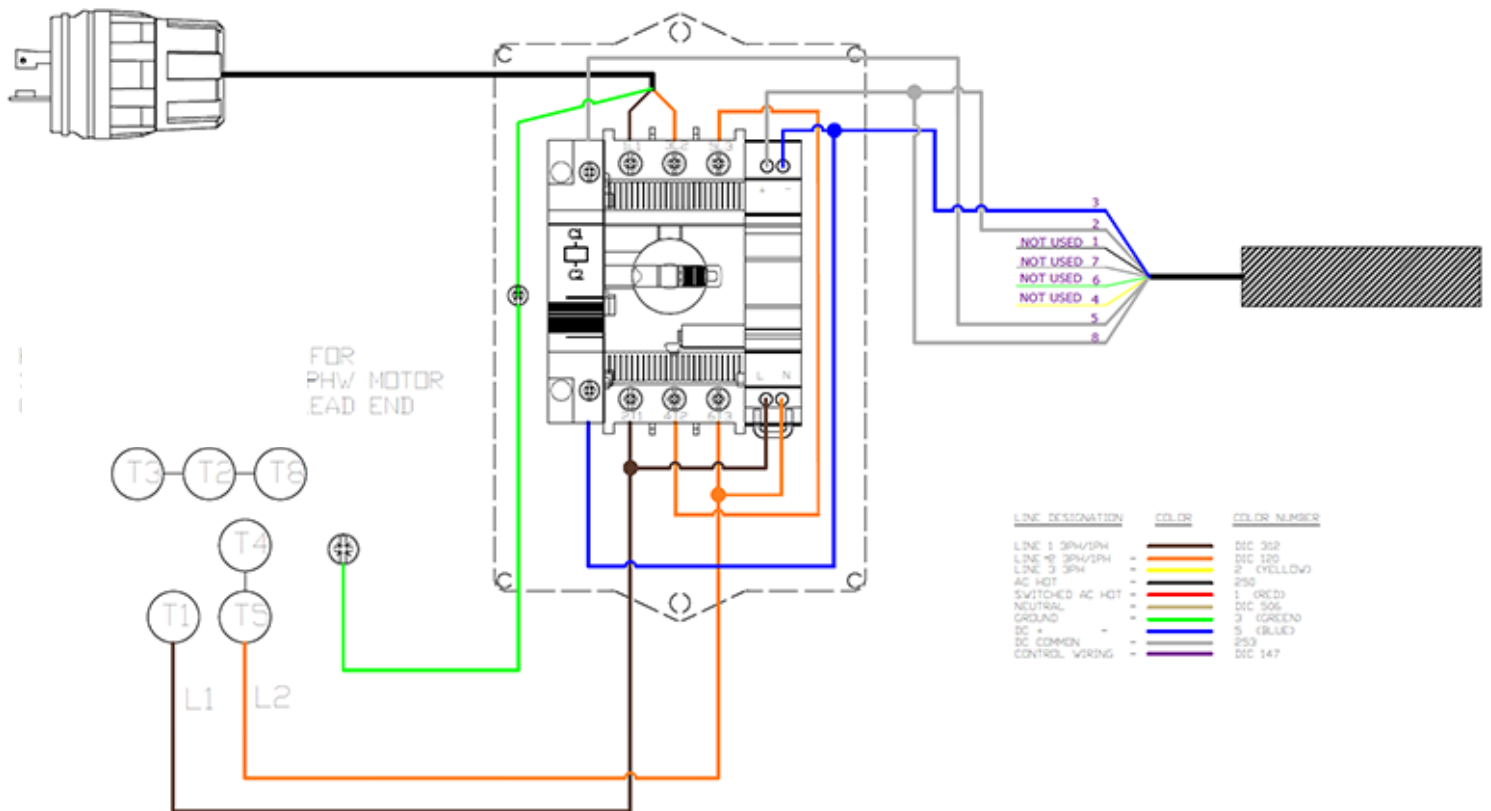 1L1 3L2 5L3
+ -
C1
C2
3
2
NOT USED 1
NOT USED 7
NOT USED 6
NOT USED 4
5
8
FOR
PHW MOTOR
EAD END
L N
2T1 4T2 6T3
T3 T2 T8
T4
T1 T5
L1 L2
LINE DESIGNATION COLOR COLOR NUMBER
LINE 1 3PH/1PH DIC 312
LINE 2 3PH/1PH - DIC 120
LINE 3 3PH - 2 (YELLOW)
AC HOT - 250
SWITCHED AC HOT - 1 (RED)
NEUTRAL - DIC 506
GROUND - 3 (GREEN)
DC + - 5 (BLUE)
DC COMMON - 253
CONTROL WIRING - DIC 147